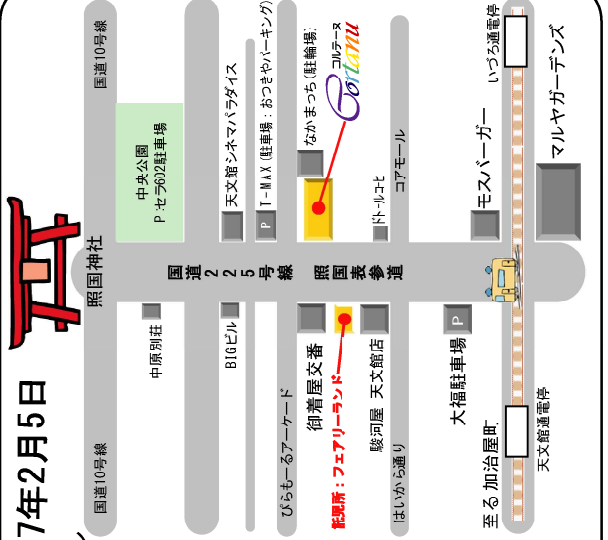 国道10号線
中央公園
P:セラ602駐車場
天文館シネマパラダイス
T-MAX(駐車場:おつきやパーキング)
P
なかまっち(駐輪場)
コルテーヌ
Cortanu
ドトールコーヒ
コアモール
モスバーガー
いづろ通電停
マルヤガーデンズ
照国神社
国道225号線 照国表参道
中原別荘
BIGビル
ぴらもーるアーケード
御着屋交番
託児所:フェアリーランド
駿河屋 天文館店
はいから通り
P
大福駐車場
至る加治屋町
天文館通電停
国道10号線
7年2月5日